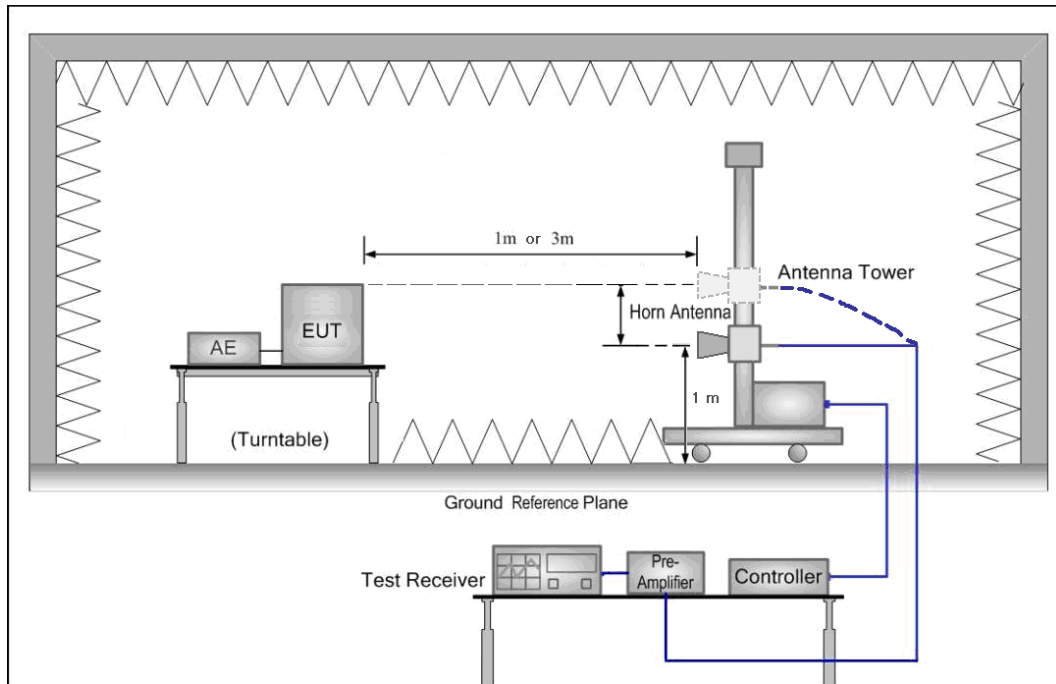 1m or 3m
Antenna Tower
Horn Antenna
EUT
AE
1 m
(Turntable)
Ground Reference Plane
Test Receiver
Pre-
Amplifier
Controller